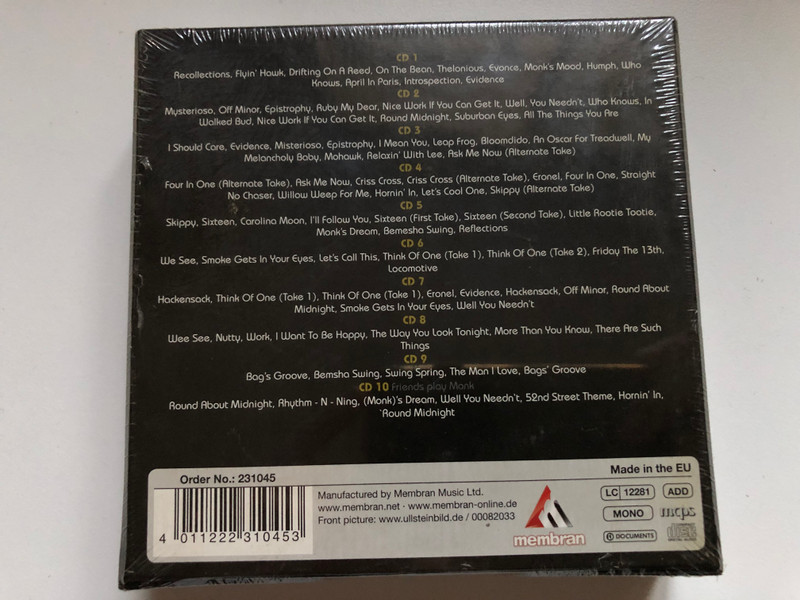 CD 1
Recollections, Flyin' Hawk, Drifting On A Reed, On The Bean, Thelonious, Evonce, Monk's Mood, Humph, Who
Knows, April In Paris, Introspection, Evidence
CD 2
Mysterioso, Off Minor, Epistrophy, Ruby My Dear, Nice Work If You Can Get It, Well, You Needn't, Who Knows, In
Walked Bud, Nice Work If You Can Get It, Round Midnight, Suburban Eyes, All The Things You Are
CD 3
I Should Care, Evidence, Misterioso, Epistrophy, I Mean You, Leap Frog, Bloomdido, An Oscar For Treadwell, My
Melancholy Baby, Mohawk, Relaxin' With Lee, Ask Me Now (Alternate Take)
CD 4
Four In One (Alternate Take), Ask Me Now, Criss Cross, Criss Cross (Alternate Take), Eronel, Four In One, Straight
No Chaser, Willow Weep For Me, Hornin' In, Let's Cool One, Skippy (Alternate Take)
CD 5
Skippy, Sixteen, Carolina Moon, I'll Follow You, Sixteen (First Take), Sixteen (Second Take), Little Rootie Tootie,
Monk's Dream, Bemesha Swing, Reflections
CD 6
We See, Smoke Gets In Your Eyes, Let's Call This, Think Of One (Take 1), Think Of One (Take 2), Friday The 13th,
Locomotive
CD 7
Hackensack, Think Of One (Take 1), Think Of One (Take 1), Eronel, Evidence, Hackensack, Off Minor, Round About
Midnight, Smoke Gets In Your Eyes, Well You Needn't
CD 8
Wee See, Nutty, Work, I Want To Be Happy, The Way You Look Tonight, More Than You Know, There Are Such
Things
CD 9
Bag's Groove, Bemsha Swing, Swing Spring, The Man I Love, Bags' Groove
CD 10 Friends play Monk
Round About Midnight, Rhythm - N - Ning, (Monk)'s Dream, Well You Needn't, 52nd Street Theme, Hornin' In,
`Round Midnight
Order No.: 231045
Made in the EU
4 011222 310453
Manufactured by Membran Music Ltd.
www.membran.net · www.membran-online.de
Front picture: www.ullsteinbild.de / 00082033
membran
LC 12281 ADD
MONO mcps
DOCUMENTS